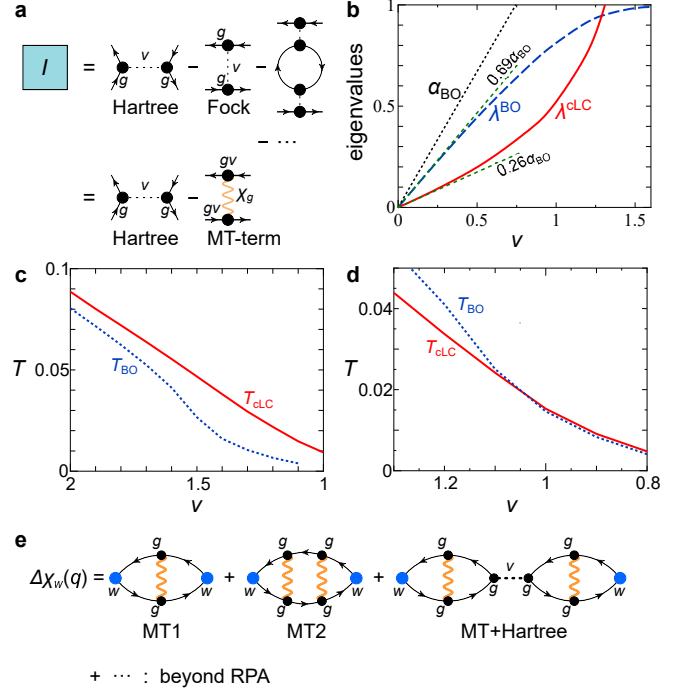 a
I = v − g v g − 
g g
Hartree Fock
− ⋯
= v − gv χg gv
g g
Hartree MT-term
b
eigenvalues
1
0.5
0
αBO
0.69αBO
λBO
λcLC
0.26αBO
0 0.5 1 1.5
v
c
T
0.1
0.05
0
TBO
TcLC
2 1.5 1
v
d
T
0.04
0.02
0
TBO
TcLC
1.2 1 0.8
v
e
g g g g g
Δχw(q) = w w + w w + w g v g w
g g g g g
MT1 MT2 MT+Hartree
+ ⋯ : beyond RPA